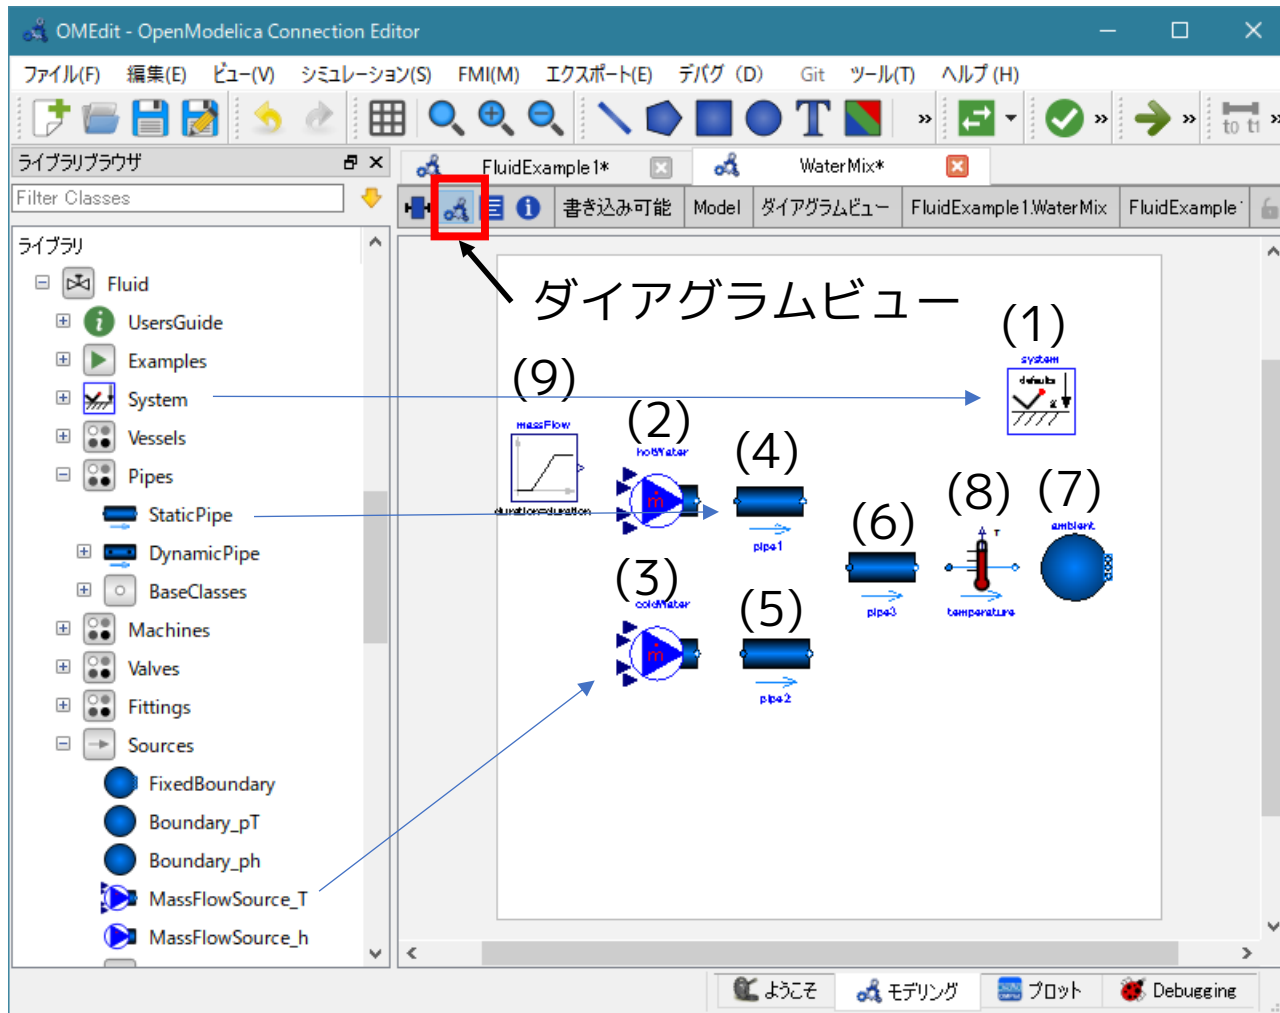 OMEdit - OpenModelica Connection Editor
ファイル(F) 編集(E) ビュー(V) シミュレーション(S) FMI(M) エクスポート(E) デバグ (D) Git ツール(T) ヘルプ (H)
T » » » to t1 »
ライブラリブラウザ
FluidExample1*
WaterMix*
Filter Classes
書き込み可能 Model ダイアグラムビュー FluidExample1.WaterMix FluidExample
ライブラリ
Fluid
UsersGuide
Examples
System
Vessels
Pipes
StaticPipe
DynamicPipe
BaseClasses
Machines
Valves
Fittings
Sources
FixedBoundary
Boundary_pT
Boundary_ph
MassFlowSource_T
MassFlowSource_h
ダイアグラムビュー
(1)
system
defaults
g
(9)
massFlow
duration=duration
(2)
hotWater
ṁ
(4)
pipe1
(3)
coldWater
ṁ
(5)
pipe2
(6)
pipe3
(8)
T
temperature
(7)
ambient
ようこそ モデリング プロット Debugging